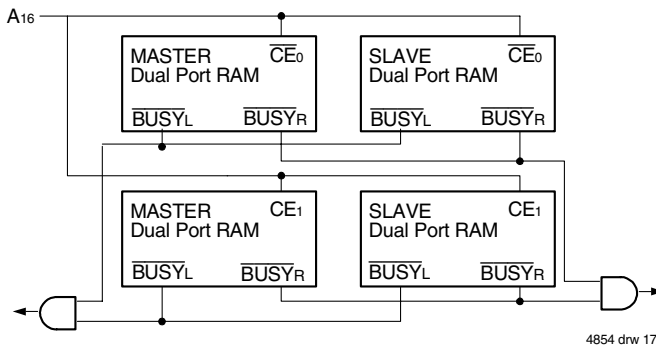 A16
MASTER CE0
Dual Port RAM
BUSYL BUSYR
SLAVE CE0
Dual Port RAM
BUSYL BUSYR
MASTER CE1
Dual Port RAM
BUSYL BUSYR
SLAVE CE1
Dual Port RAM
BUSYL BUSYR
4854 drw 17